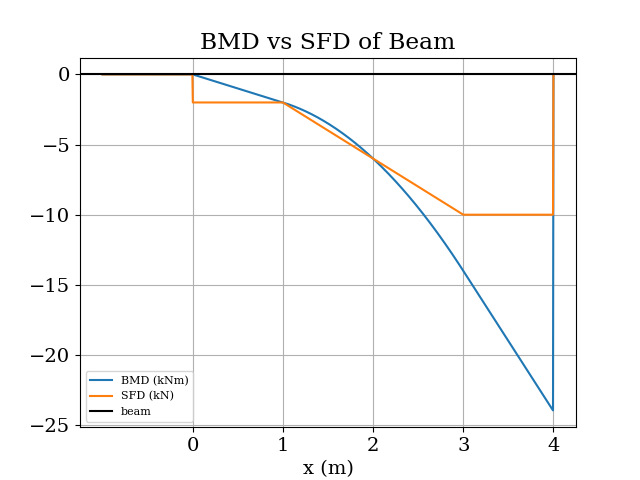 BMD vs SFD of Beam
0
−5
−10
−15
−20
−25
BMD (kNm)
SFD (kN)
beam
0 1 2 3 4
x (m)